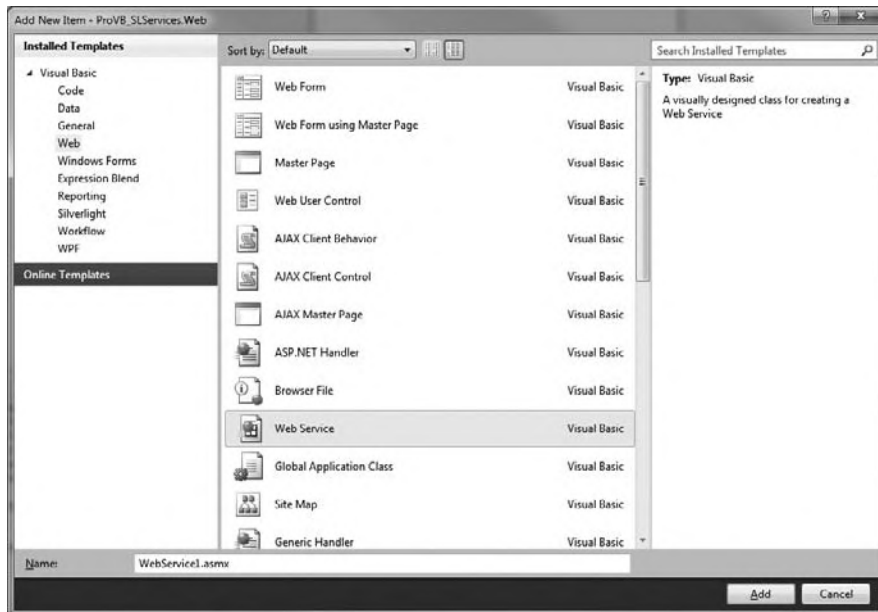 Add New Item - ProVB_SLServices.Web
Installed Templates
Visual Basic
Code
Data
General
Web
Windows Forms
Expression Blend
Reporting
Silverlight
Workflow
WPF
Online Templates
Sort by: Default
Web Form Visual Basic
Web Form using Master Page Visual Basic
Master Page Visual Basic
Web User Control Visual Basic
AJAX Client Behavior Visual Basic
AJAX Client Control Visual Basic
AJAX Master Page Visual Basic
ASP.NET Handler Visual Basic
Browser File Visual Basic
Web Service Visual Basic
Global Application Class Visual Basic
Site Map Visual Basic
Generic Handler Visual Basic
Search Installed Templates
Type: Visual Basic
A visually designed class for creating a
Web Service
Name: WebService1.asmx
Add Cancel